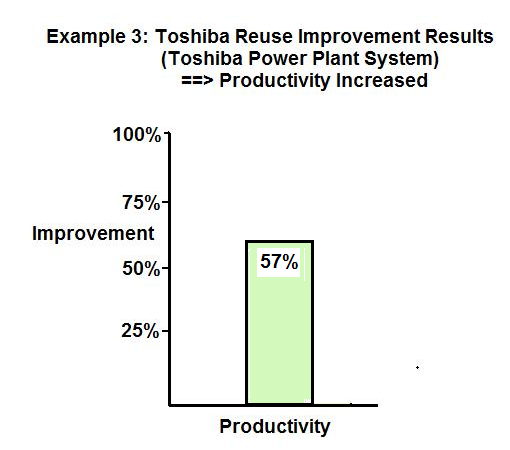 Example 3: Toshiba Reuse Improvement Results
(Toshiba Power Plant System)
==> Productivity Increased
100%
75%
Improvement
57%
50%
25%
Productivity